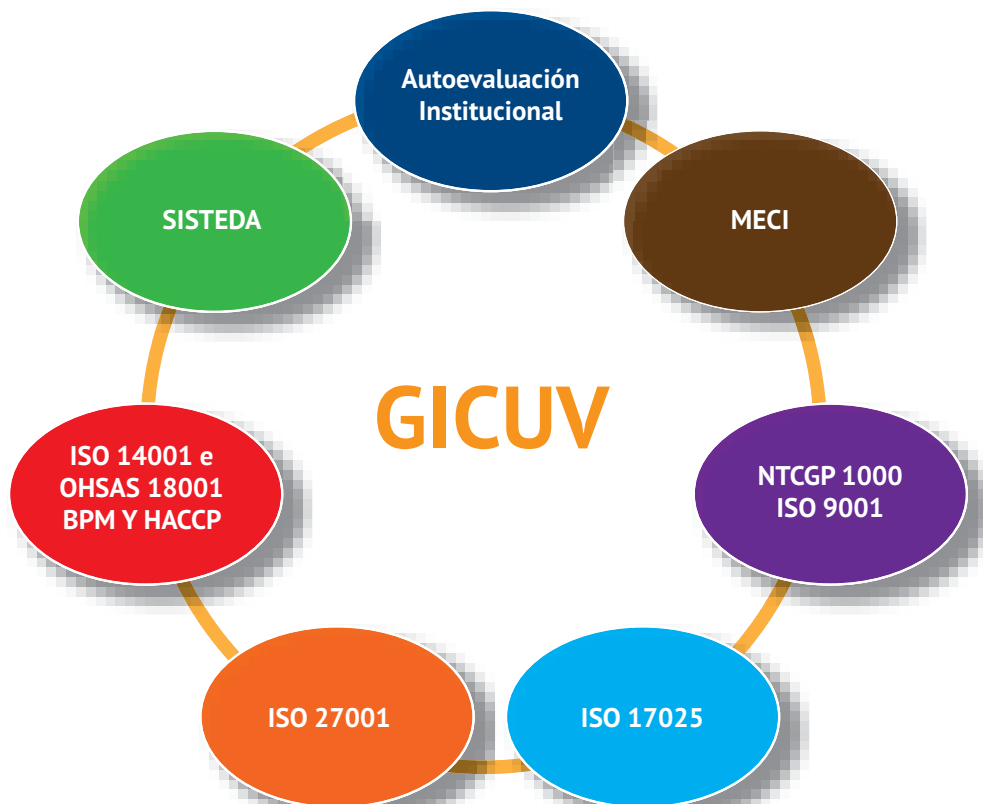 Autoevaluación
Institucional
SISTEDA
MECI
GICUV
ISO 14001 e
OHSAS 18001
BPM Y HACCP
NTCGP 1000
ISO 9001
ISO 27001
ISO 17025